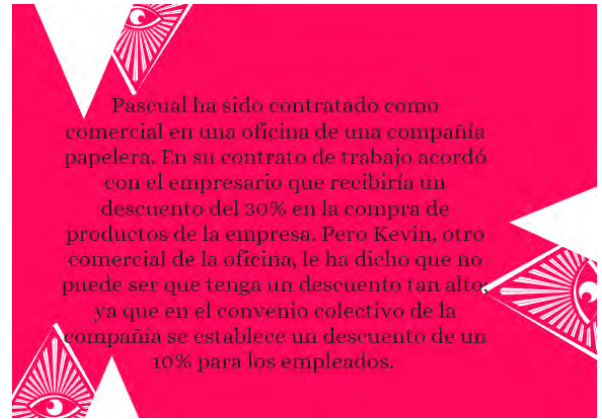 Pascual ha sido contratado como
comercial en una oficina de una compañía
papelera. En su contrato de trabajo acordó
con el empresario que recibiría un
descuento del 30% en la compra de
productos de la empresa. Pero Kevin, otro
comercial de la oficina, le ha dicho que no
puede ser que tenga un descuento tan alto,
ya que en el convenio colectivo de la
compañía se establece un descuento de un
10% para los empleados.